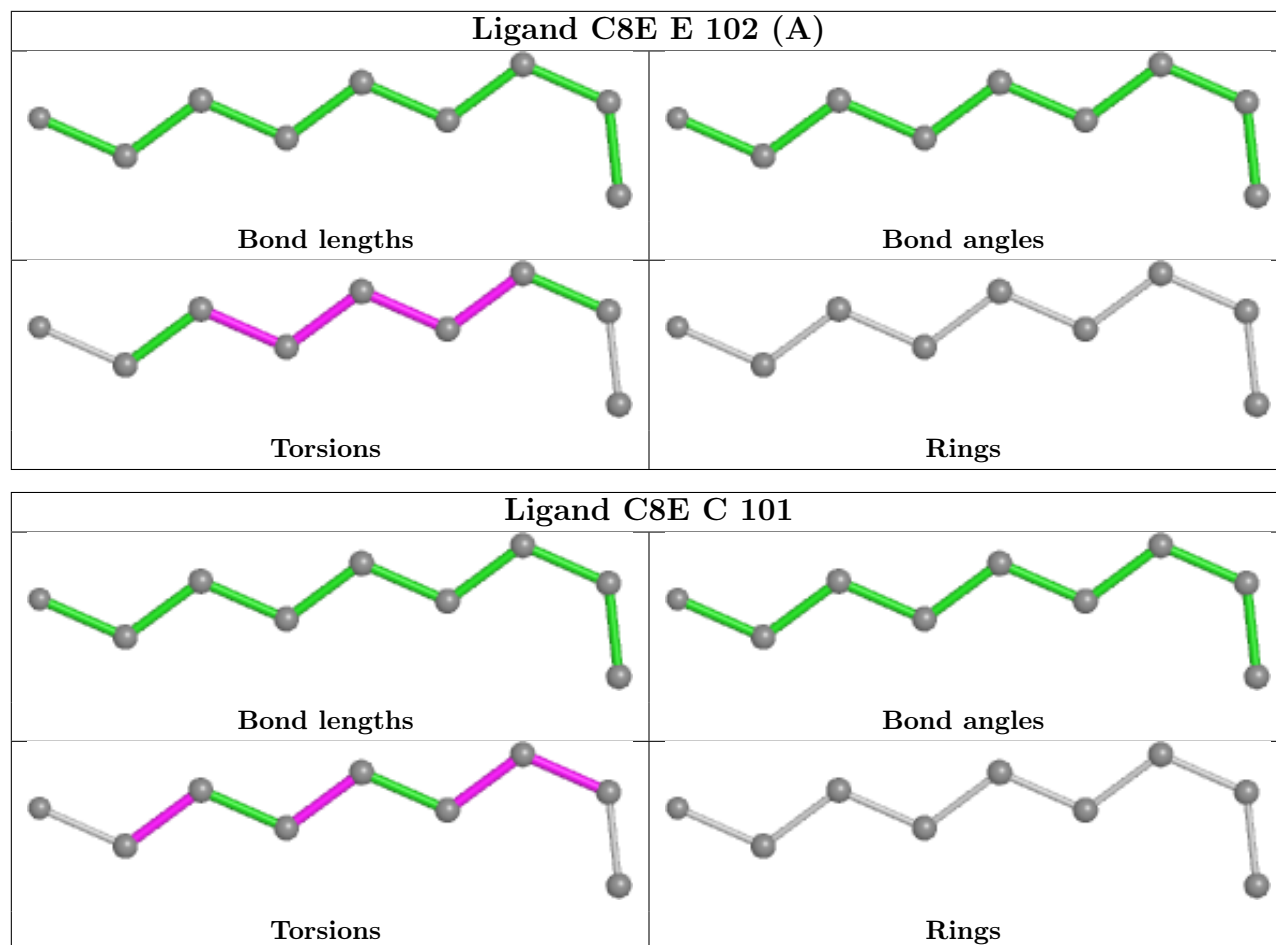 Ligand C8E E 102 (A)
Bond lengths
Bond angles
Torsions
Rings
Ligand C8E C 101
Bond lengths
Bond angles
Torsions
Rings